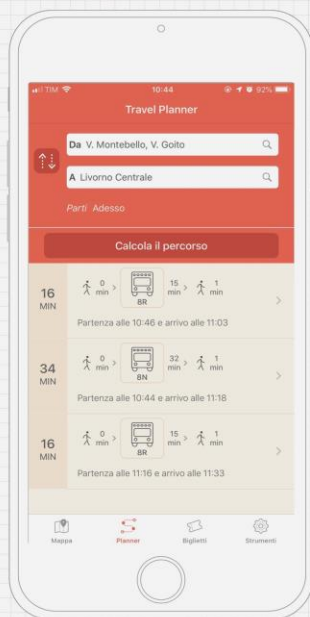 TIM 10:44 92%
Travel Planner
Da V. Montebello, V. Goito
A Livorno Centrale
Parti Adesso
Calcola il percorso
16 MIN
0 min > 8R 15 min > 1 min
Partenza alle 10:46 e arrivo alle 11:03
34 MIN
0 min > 8N 32 min > 1 min
Partenza alle 10:44 e arrivo alle 11:18
16 MIN
0 min > 8R 15 min > 1 min
Partenza alle 11:16 e arrivo alle 11:33
Mappa Planner Biglietti Strumenti